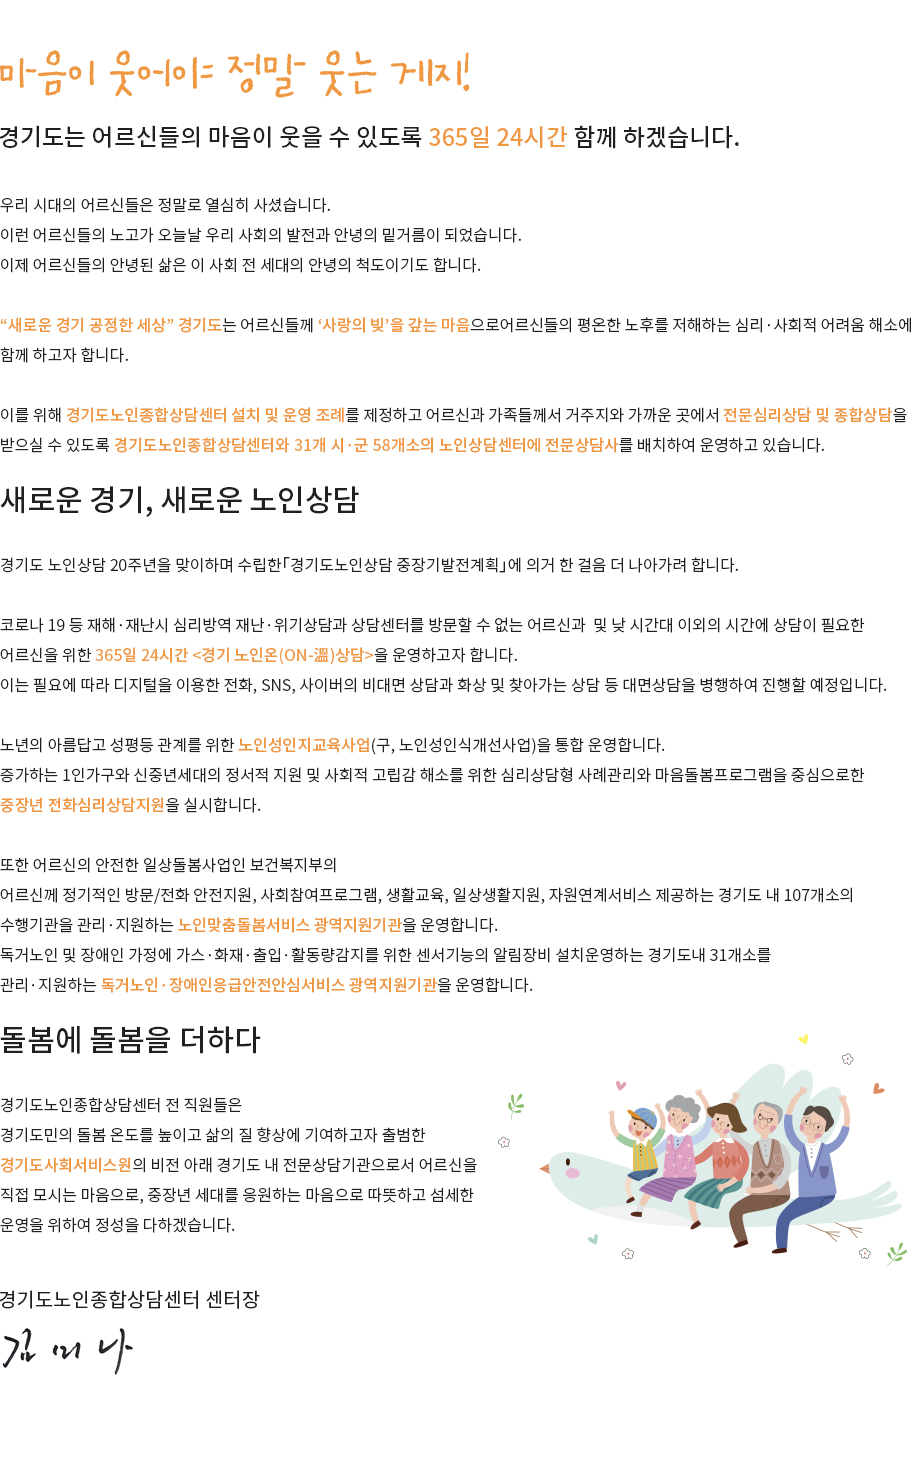 마음이 웃어야 정말 웃는 게지!
경기도는 어르신들의 마음이 웃을 수 있도록 365일 24시간 함께 하겠습니다.
우리 시대의 어르신들은 정말로 열심히 사셨습니다.
이런 어르신들의 노고가 오늘날 우리 사회의 발전과 안녕의 밑거름이 되었습니다.
이제 어르신들의 안녕된 삶은 이 사회 전 세대의 안녕의 척도이기도 합니다.
“새로운 경기 공정한 세상” 경기도는 어르신들께 ‘사랑의 빚’을 갚는 마음으로어르신들의 평온한 노후를 저해하는 심리·사회적 어려움 해소에
함께 하고자 합니다.
이를 위해 경기도노인종합상담센터 설치 및 운영 조례를 제정하고 어르신과 가족들께서 거주지와 가까운 곳에서 전문심리상담 및 종합상담을
받으실 수 있도록 경기도노인종합상담센터와 31개 시·군 58개소의 노인상담센터에 전문상담사를 배치하여 운영하고 있습니다.
새로운 경기, 새로운 노인상담
경기도 노인상담 20주년을 맞이하며 수립한｢경기도노인상담 중장기발전계획｣에 의거 한 걸음 더 나아가려 합니다.
코로나 19 등 재해·재난시 심리방역 재난·위기상담과 상담센터를 방문할 수 없는 어르신과 및 낮 시간대 이외의 시간에 상담이 필요한
어르신을 위한 365일 24시간 <경기 노인온(ON-溫)상담>을 운영하고자 합니다.
이는 필요에 따라 디지털을 이용한 전화, SNS, 사이버의 비대면 상담과 화상 및 찾아가는 상담 등 대면상담을 병행하여 진행할 예정입니다.
노년의 아름답고 성평등 관계를 위한 노인성인지교육사업(구, 노인성인식개선사업)을 통합 운영합니다.
증가하는 1인가구와 신중년세대의 정서적 지원 및 사회적 고립감 해소를 위한 심리상담형 사례관리와 마음돌봄프로그램을 중심으로한
중장년 전화심리상담지원을 실시합니다.
또한 어르신의 안전한 일상돌봄사업인 보건복지부의
어르신께 정기적인 방문/전화 안전지원, 사회참여프로그램, 생활교육, 일상생활지원, 자원연계서비스 제공하는 경기도 내 107개소의
수행기관을 관리·지원하는 노인맞춤돌봄서비스 광역지원기관을 운영합니다.
독거노인 및 장애인 가정에 가스·화재·출입·활동량감지를 위한 센서기능의 알림장비 설치운영하는 경기도내 31개소를
관리·지원하는 독거노인·장애인응급안전안심서비스 광역지원기관을 운영합니다.
돌봄에 돌봄을 더하다
경기도노인종합상담센터 전 직원들은
경기도민의 돌봄 온도를 높이고 삶의 질 향상에 기여하고자 출범한
경기도사회서비스원의 비전 아래 경기도 내 전문상담기관으로서 어르신을
직접 모시는 마음으로, 중장년 세대를 응원하는 마음으로 따뜻하고 섬세한
운영을 위하여 정성을 다하겠습니다.
경기도노인종합상담센터 센터장
김 미 나